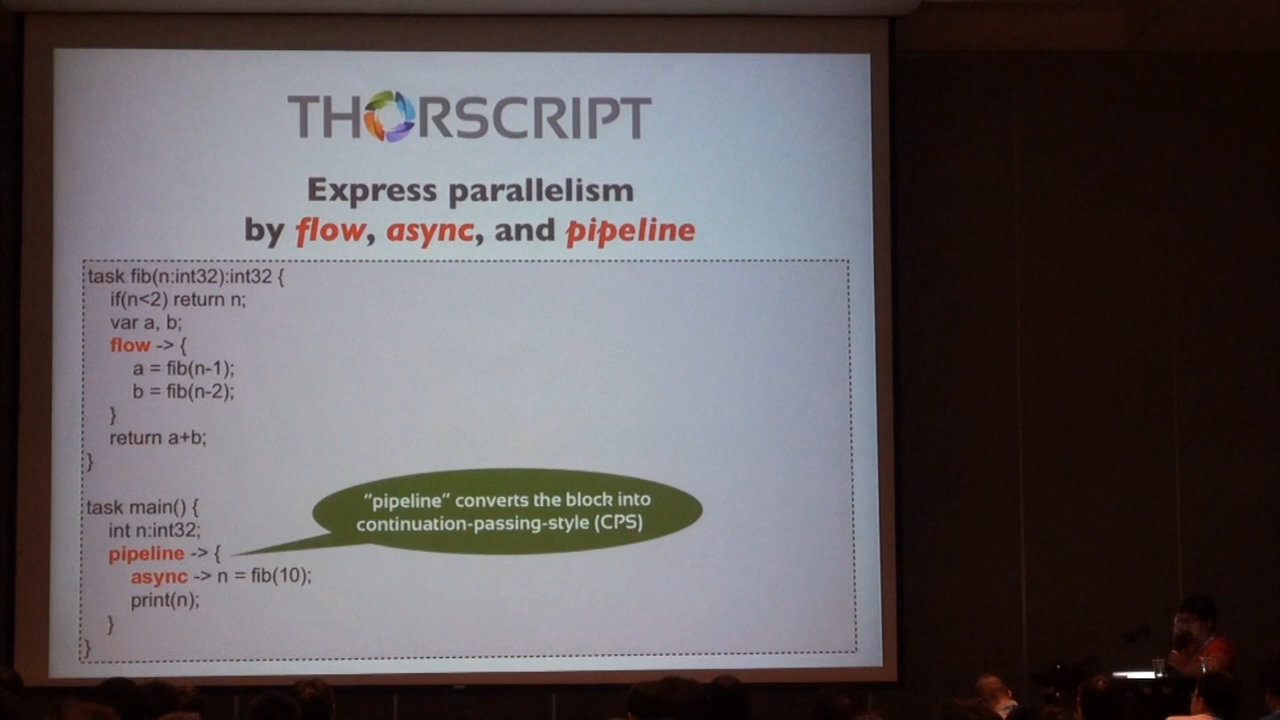 THORSCRIPT
Express parallelism
by flow, async, and pipeline
task fib(n:int32):int32 {
if(n<2) return n;
var a, b;
flow -> {
a = fib(n-1);
b = fib(n-2);
}
return a+b;
}
task main() {
int n:int32;
pipeline -> {
async -> n = fib(10);
print(n);
}
}
"pipeline" converts the block into
continuation-passing-style (CPS)